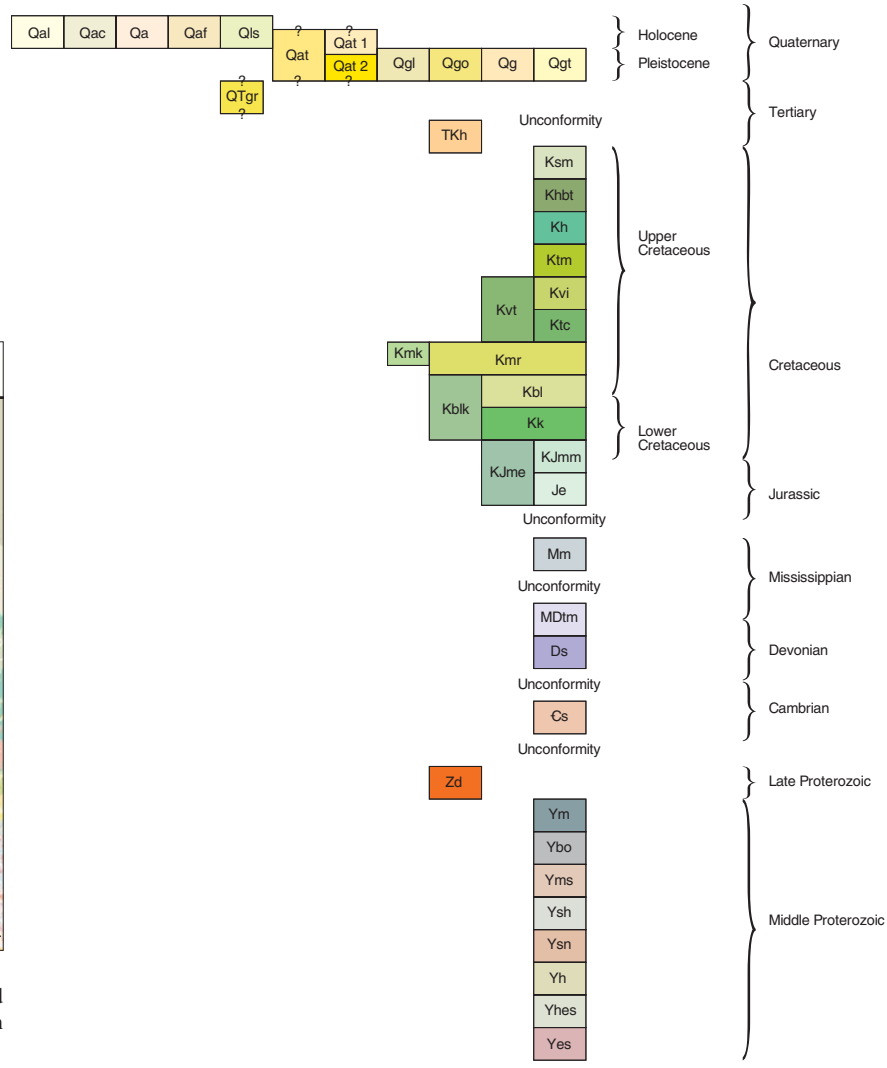 Qal Qac Qa Qaf Qls
? ?
Qat Qat 1
Qat 2
? ?
Qgl Qgo Qg Qgt
Holocene
Pleistocene
Quaternary
?
QTgr
?
Tertiary
Unconformity
TKh
Ksm
Khbt
Kh
Ktm
Upper
Cretaceous
Kvt Kvi
Ktc
Kmk Kmr
Cretaceous
Kblk Kbl
Kk
Lower
Cretaceous
KJme KJmm
Je
Jurassic
Unconformity
Mm
Mississippian
Unconformity
MDtm
Ds
Devonian
Unconformity
Єs
Cambrian
Unconformity
Zd
Late Proterozoic
Ym
Ybo
Yms
Ysh
Ysn
Middle Proterozoic
Yh
Yhes
Yes